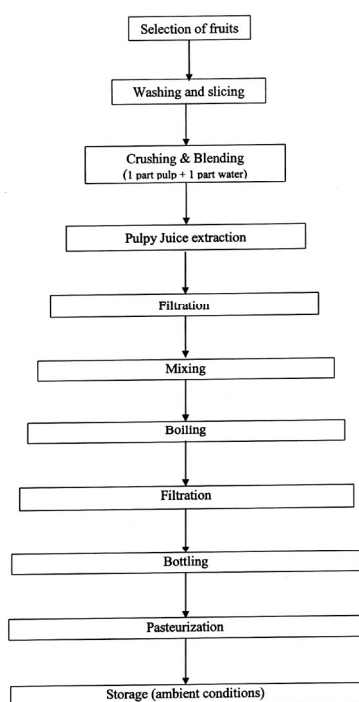 Selection of fruits
Washing and slicing
Crushing & Blending
(1 part pulp + 1 part water)
Pulpy Juice extraction
Filtration
Mixing
Boiling
Filtration
Bottling
Pasteurization
Storage (ambient conditions)